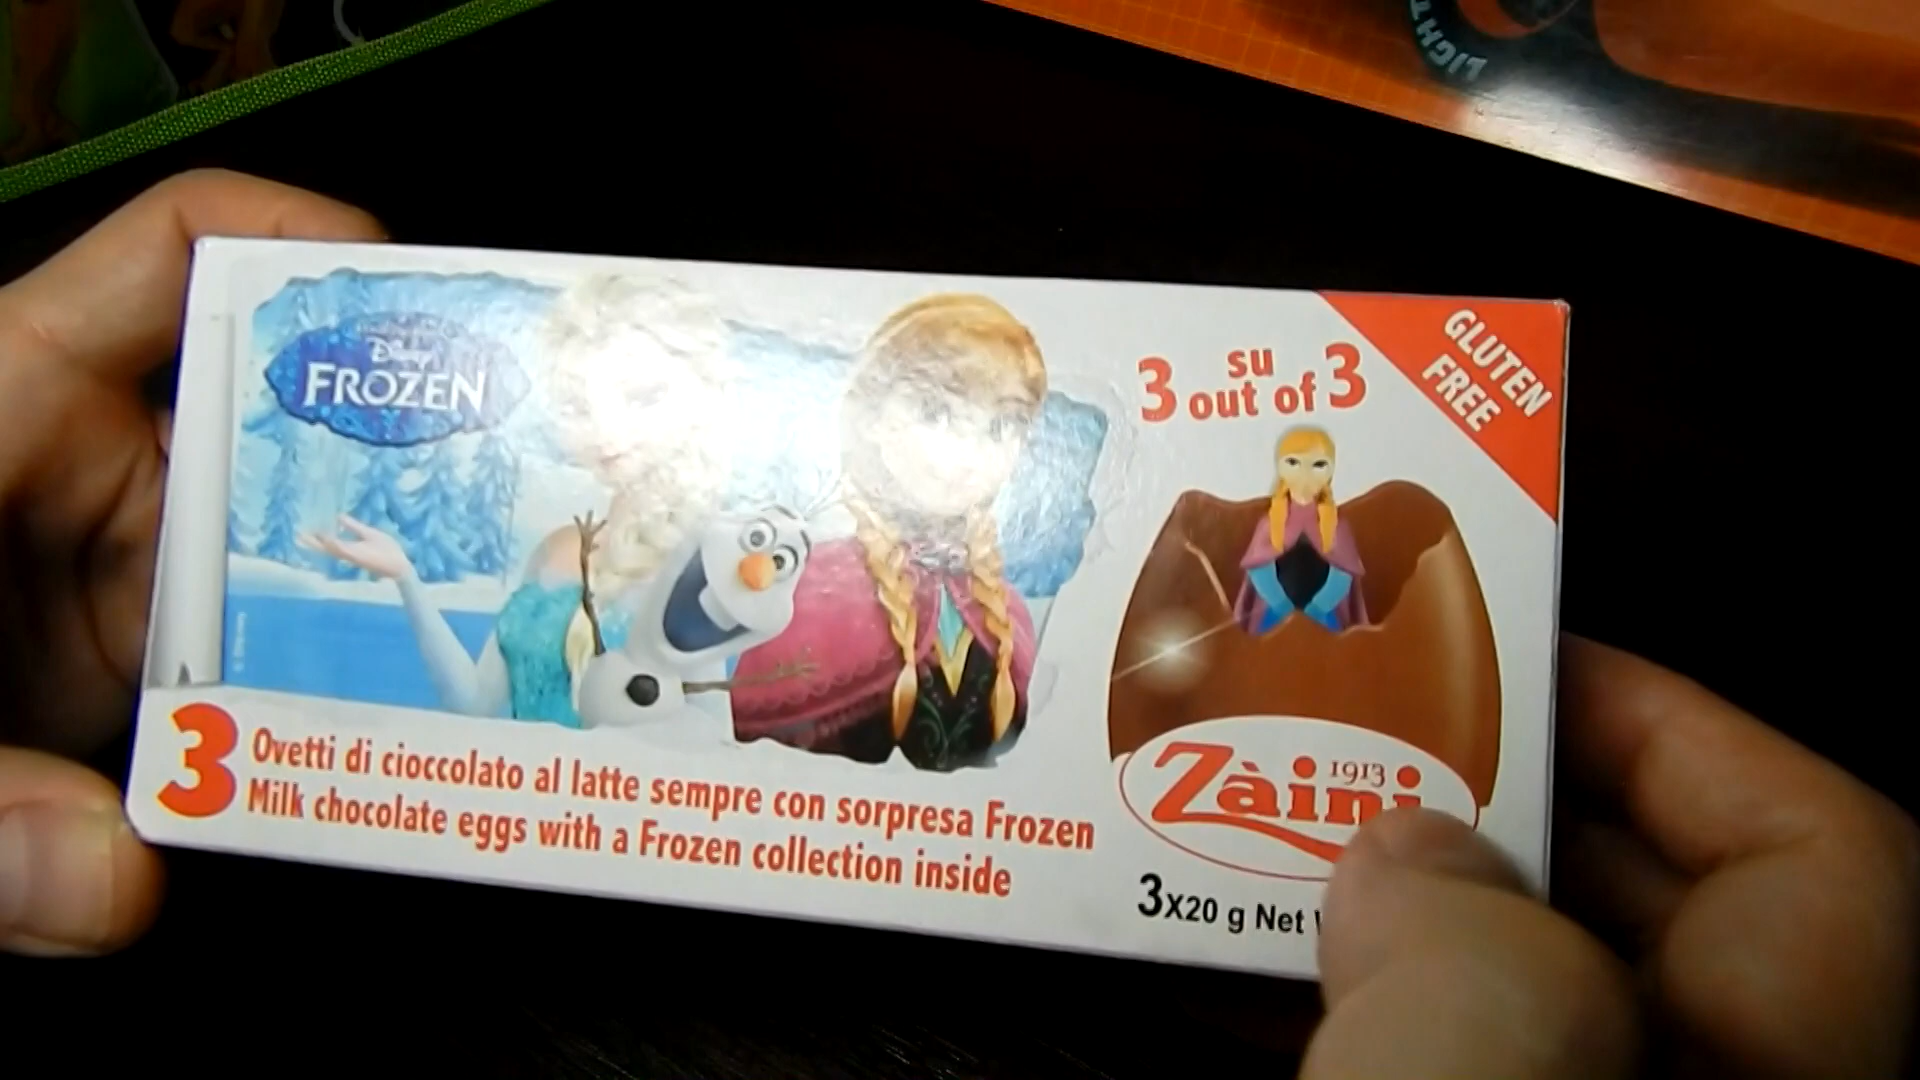 LIGHT
Disney
FROZEN
3 su
out of 3
GLUTEN
FREE
3 Ovetti di cioccolato al latte sempre con sorpresa Frozen
Milk chocolate eggs with a Frozen collection inside
1913
Zàini
3x20 g Net